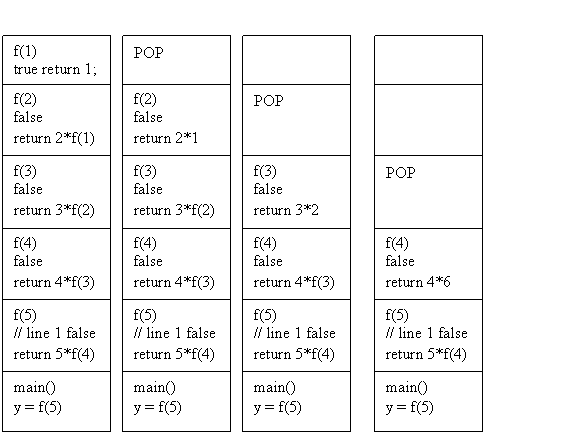 f(1)
true return 1;
f(2)
false
return 2*f(1)
f(3)
false
return 3*f(2)
f(4)
false
return 4*f(3)
f(5)
// line 1 false
return 5*f(4)
main()
y = f(5)
POP
f(2)
false
return 2*1
f(3)
false
return 3*f(2)
f(4)
false
return 4*f(3)
f(5)
// line 1 false
return 5*f(4)
main()
y = f(5)
POP
f(3)
false
return 3*2
f(4)
false
return 4*f(3)
f(5)
// line 1 false
return 5*f(4)
main()
y = f(5)
POP
f(4)
false
return 4*6
f(5)
// line 1 false
return 5*f(4)
main()
y = f(5)